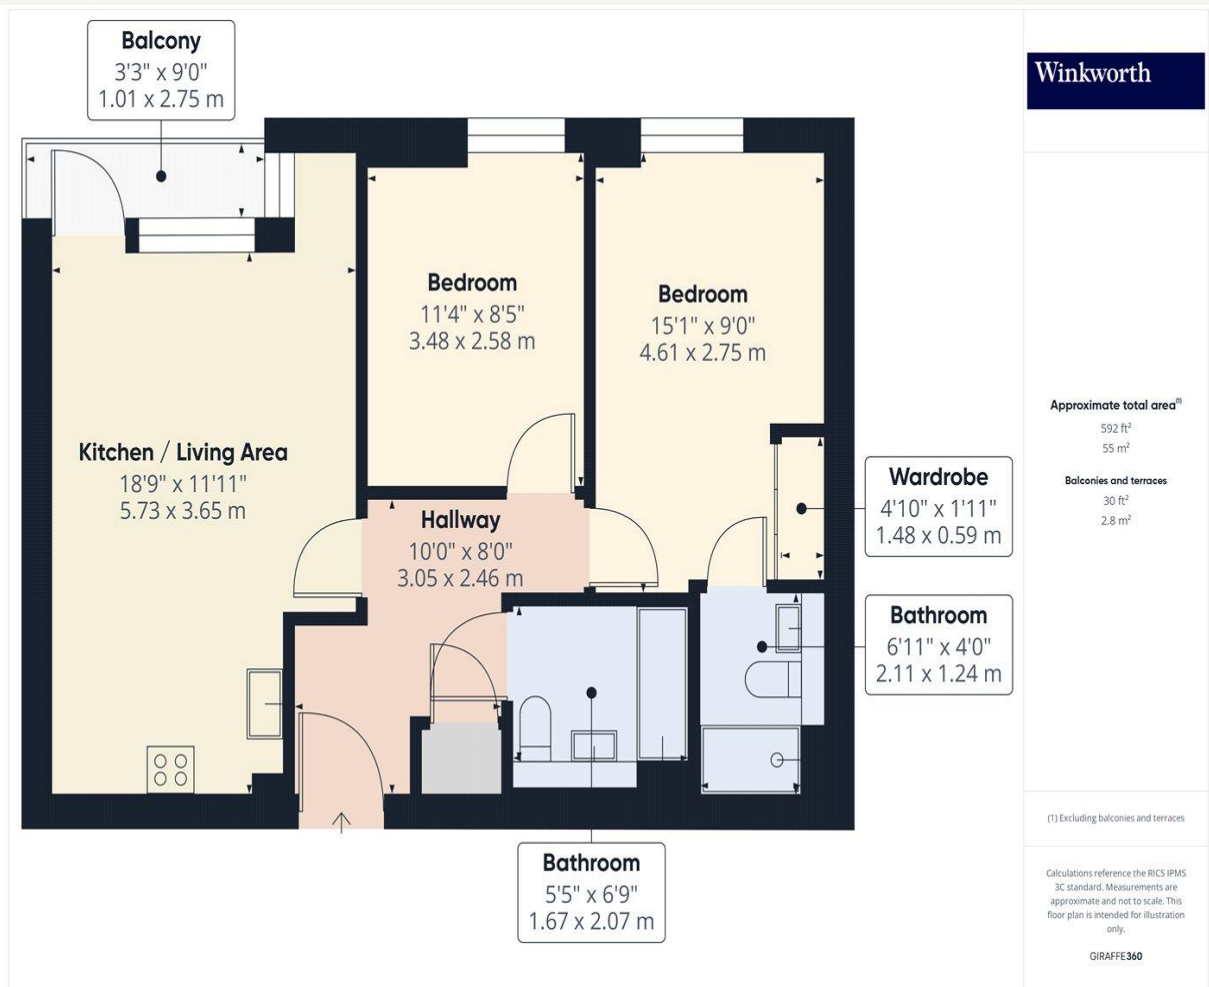 Balcony
3'3" x 9'0"
1.01 x 2.75 m
Winkworth
Bedroom
11'4" x 8'5"
3.48 x 2.58 m
Bedroom
15'1" x 9'0"
4.61 x 2.75 m
Kitchen / Living Area
18'9" x 11'11"
5.73 x 3.65 m
Hallway
10'0" x 8'0"
3.05 x 2.46 m
Wardrobe
4'10" x 1'11"
1.48 x 0.59 m
Bathroom
6'11" x 4'0"
2.11 x 1.24 m
Bathroom
5'5" x 6'9"
1.67 x 2.07 m
Approximate total area(1)
592 ft²
55 m²
Balconies and terraces
30 ft²
2.8 m²
(1) Excluding balconies and terraces
Calculations reference the RICS IPMS
3C standard. Measurements are
approximate and not to scale. This
floor plan is intended for illustration
only.
GIRAFFE360